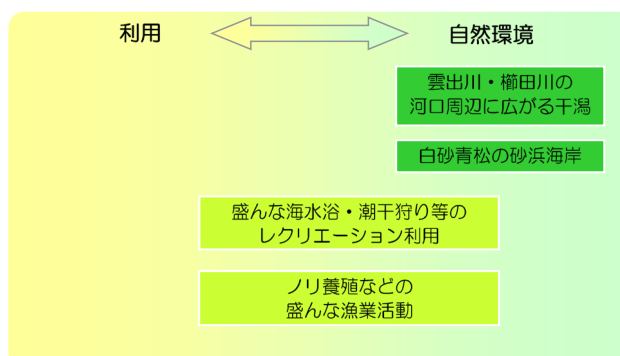 利用
自然環境
雲出川・櫛田川の
河口周辺に広がる干潟
白砂青松の砂浜海岸
盛んな海水浴・潮干狩り等の
レクリエーション利用
ノリ養殖などの
盛んな漁業活動